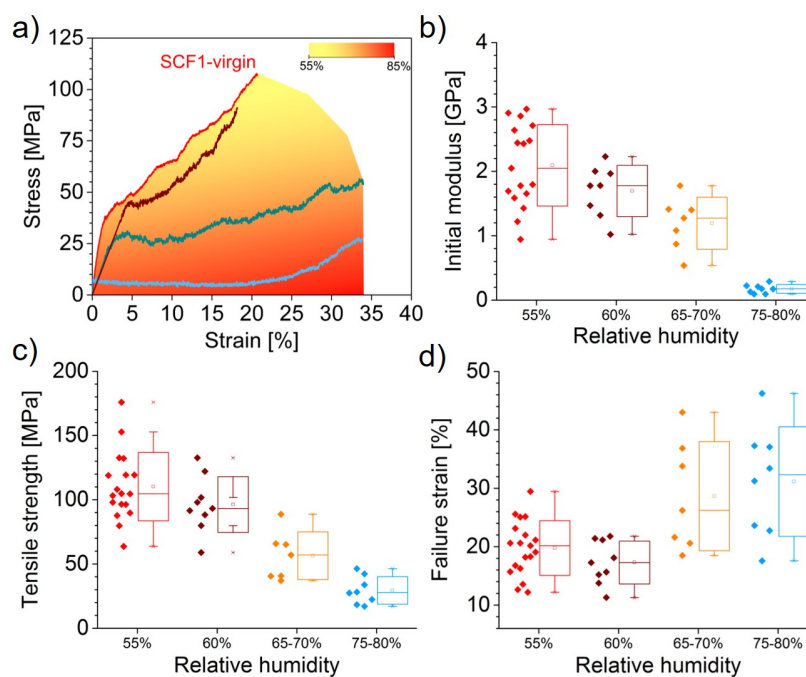 a)
125
100
75
50
25
0
Stress [MPa]
SCF1-virgin
55%
85%
0 5 10 15 20 25 30 35 40
Strain [%]
b)
4
3
2
1
0
Initial modulus [GPa]
55% 60% 65-70% 75-80%
Relative humidity
c)
200
150
100
50
0
Tensile strength [MPa]
55% 60% 65-70% 75-80%
Relative humidity
d)
50
40
30
20
10
Failure strain [%]
55% 60% 65-70% 75-80%
Relative humidity